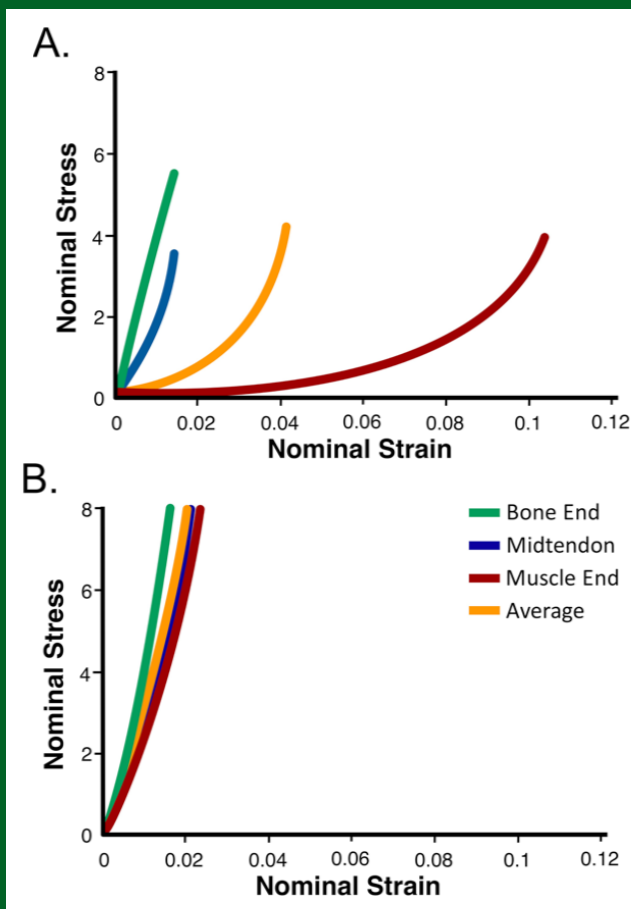 A.
Nominal Stress
8
6
4
2
0
0 0.02 0.04 0.06 0.08 0.1 0.12
Nominal Strain
B.
Nominal Stress
8
6
4
2
0
Bone End
Midtendon
Muscle End
Average
0 0.02 0.04 0.06 0.08 0.1 0.12
Nominal Strain